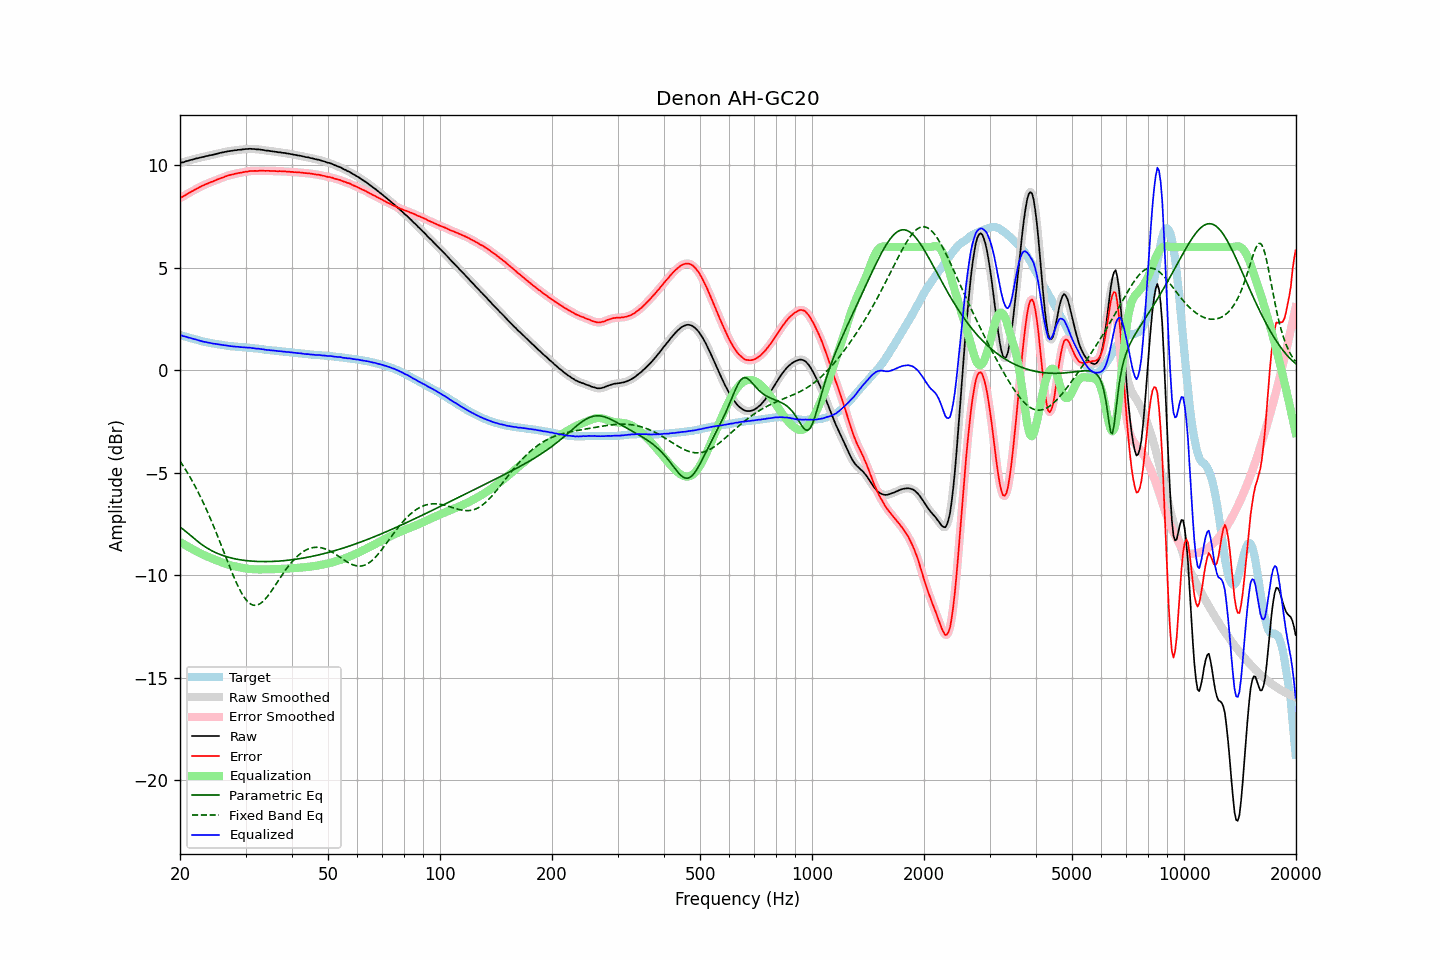 Denon AH-GC20
Amplitude (dBr)
10
5
0
−5
−10
−15
−20
Target
Raw Smoothed
Error Smoothed
Raw
Error
Equalization
Parametric Eq
Fixed Band Eq
Equalized
20 50 100 200 500 1000 2000 5000 10000 20000
Frequency (Hz)